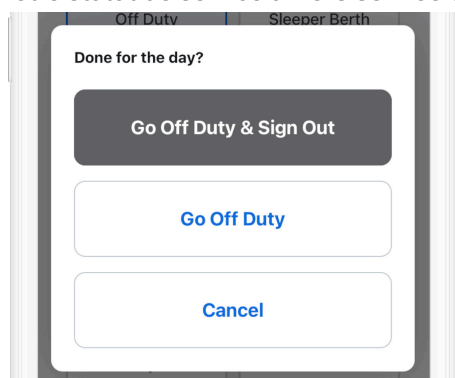 Off Duty
Sleeper Berth
Done for the day?
Go Off Duty & Sign Out
Go Off Duty
Cancel